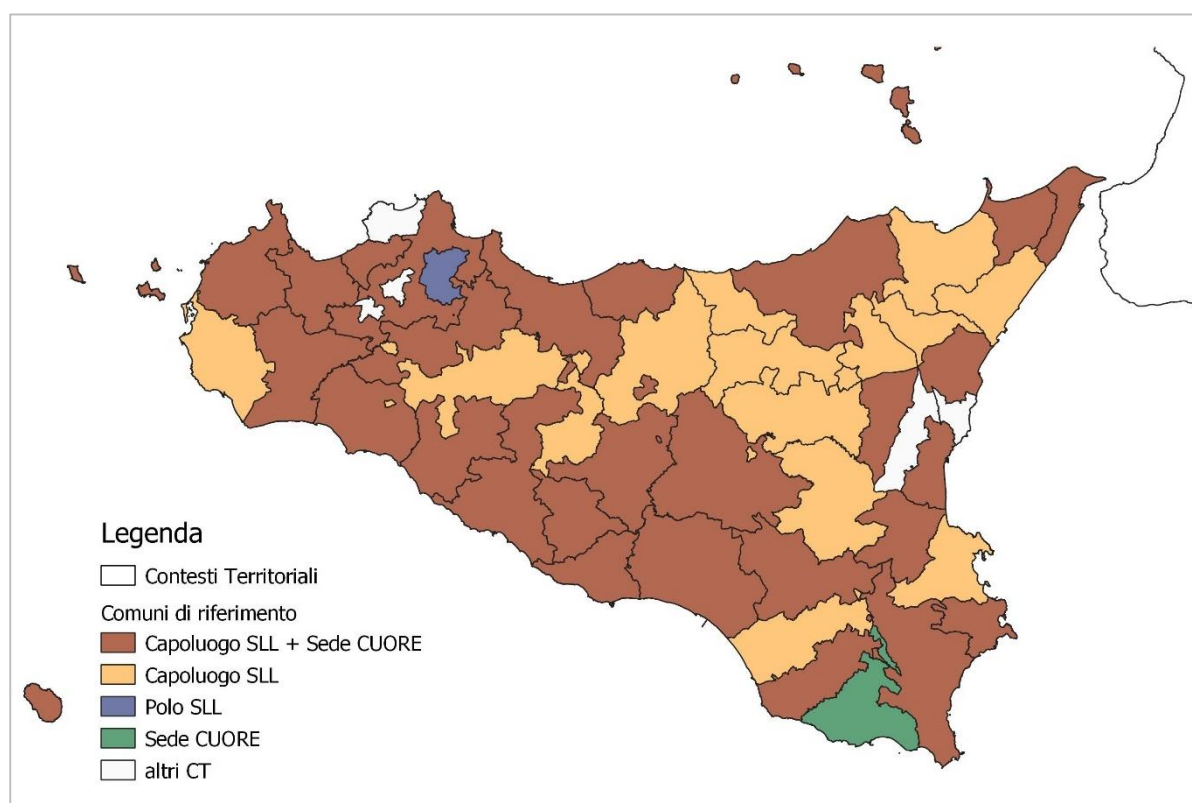 Legenda
Contesti Territoriali
Comuni di riferimento
Capoluogo SLL + Sede CUORE
Capoluogo SLL
Polo SLL
Sede CUORE
altri CT